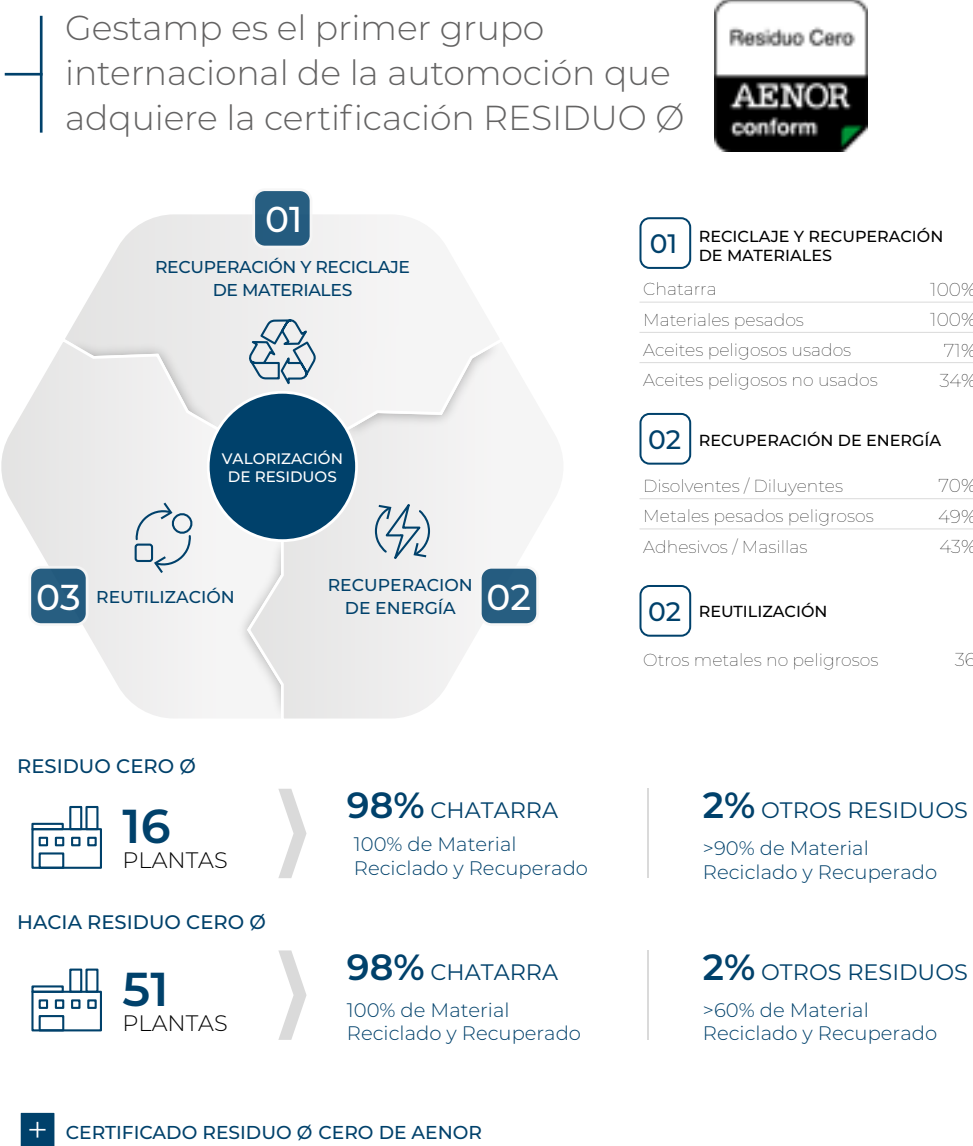 Gestamp es el primer grupo
internacional de la automoción que
adquiere la certificación RESIDUO Ø
Residuo Cero
AENOR
conform
01
RECUPERACIÓN Y RECICLAJE
DE MATERIALES
VALORIZACIÓN
DE RESIDUOS
03
REUTILIZACIÓN
RECUPERACION
DE ENERGÍA
02
01
RECICLAJE Y RECUPERACIÓN
DE MATERIALES
Chatarra 100%
Materiales pesados 100%
Aceites peligosos usados 71%
Aceites peligosos no usados 34%
02
RECUPERACIÓN DE ENERGÍA
Disolventes / Diluyentes 70%
Metales pesados peligrosos 49%
Adhesivos / Masillas 43%
02
REUTILIZACIÓN
Otros metales no peligrosos 36
RESIDUO CERO Ø
16
PLANTAS
98% CHATARRA
100% de Material
Reciclado y Recuperado
2% OTROS RESIDUOS
>90% de Material
Reciclado y Recuperado
HACIA RESIDUO CERO Ø
51
PLANTAS
98% CHATARRA
100% de Material
Reciclado y Recuperado
2% OTROS RESIDUOS
>60% de Material
Reciclado y Recuperado
+ CERTIFICADO RESIDUO Ø CERO DE AENOR